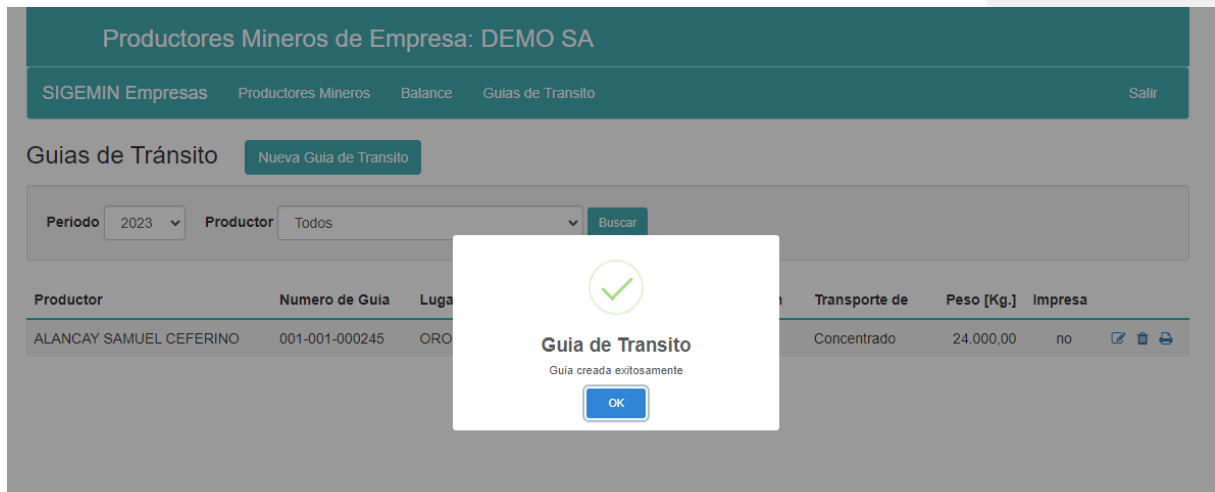 Productores Mineros de Empresa: DEMO SA
SIGEMIN Empresas Productores Mineros Balance Guias de Transito Salir
Guias de Tránsito Nueva Guia de Transito
Periodo 2023 Productor Todos Buscar
Productor Numero de Guia Transporte de Peso [Kg.] Impresa
ALANCAY SAMUEL CEFERINO 001-001-000245 ORO Concentrado 24.000,00 no
Guia de Transito
Guia creada exitosamente
OK